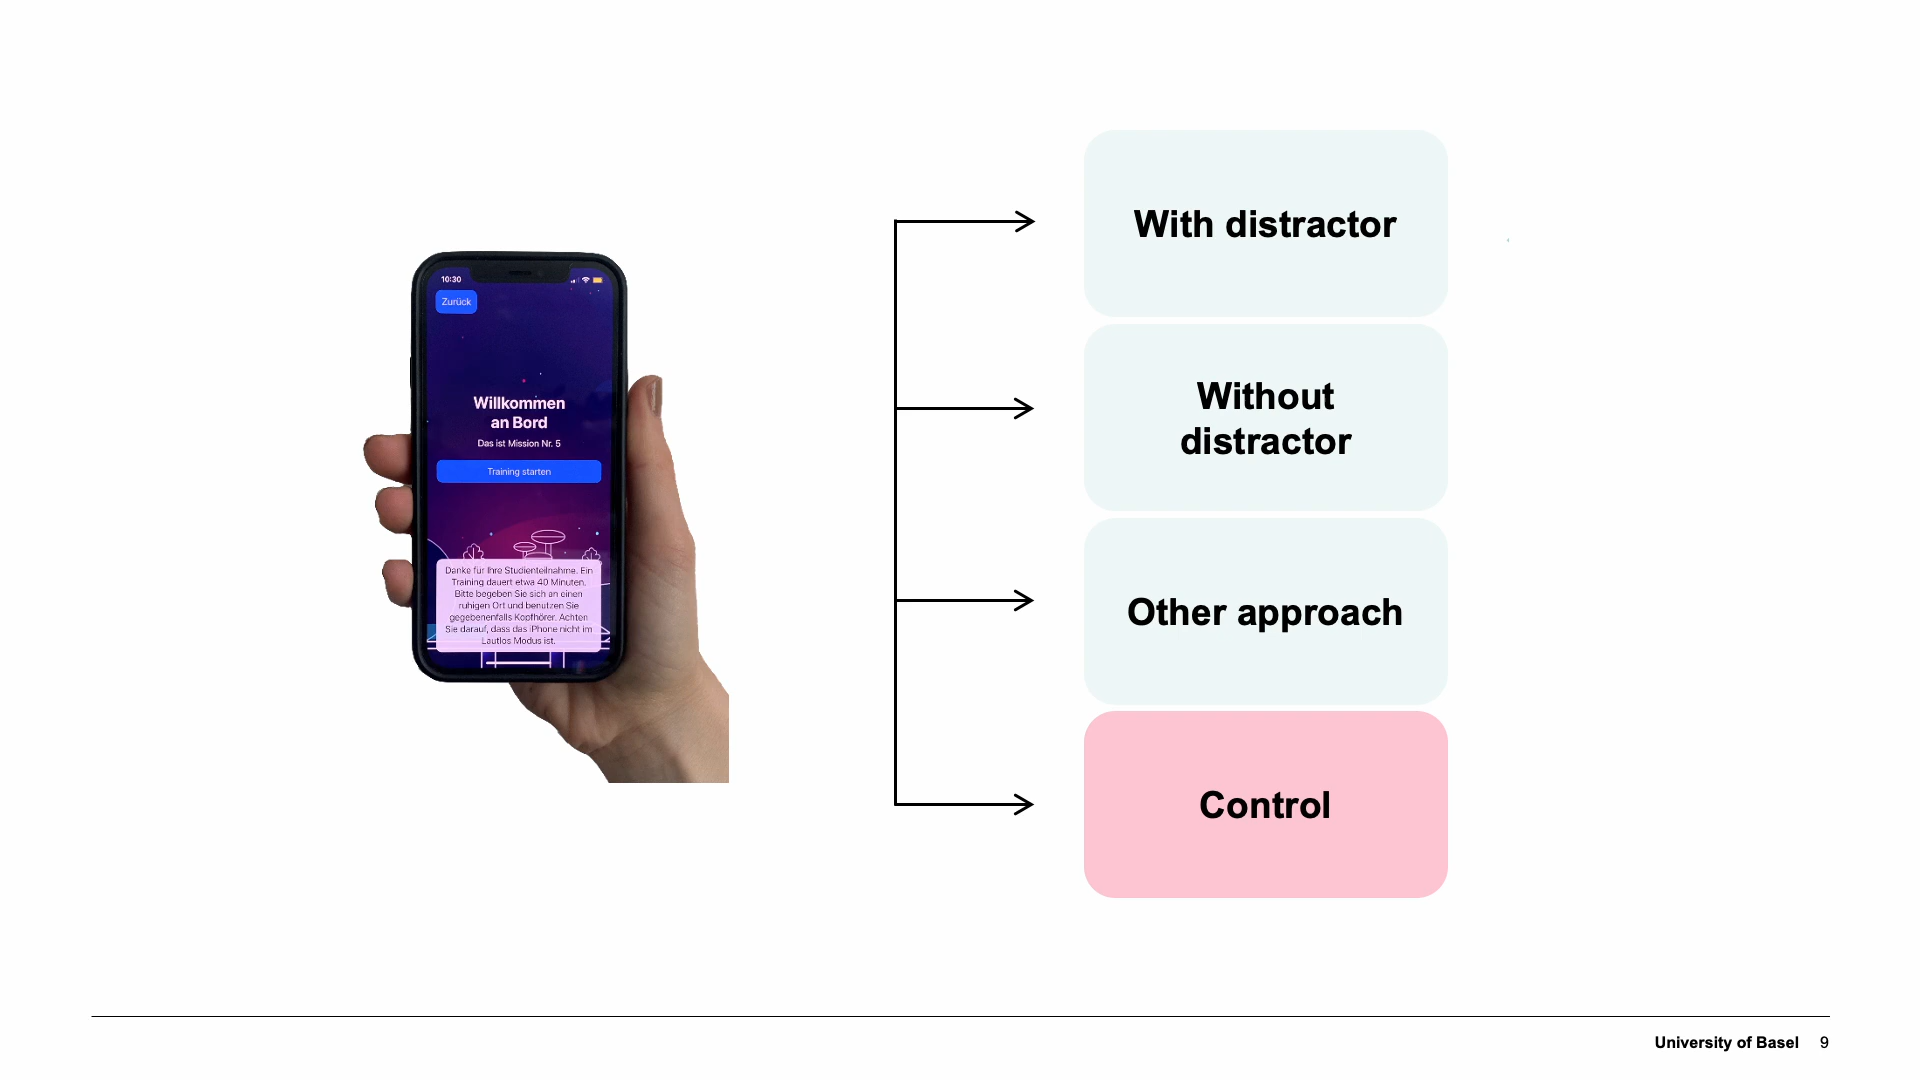 10:30
Zurück
Willkommen
an Bord
Das ist Mission Nr. 5
Training starten
Danke für Ihre Studienteilnahme. Ein
Training dauert etwa 40 Minuten.
Bitte begeben Sie sich an einen
ruhigen Ort und benutzen Sie
gegebenenfalls Kopfhörer. Achten
Sie darauf, dass das iPhone nicht im
Lautlos Modus ist.
With distractor
Without
distractor
Other approach
Control
University of Basel 9